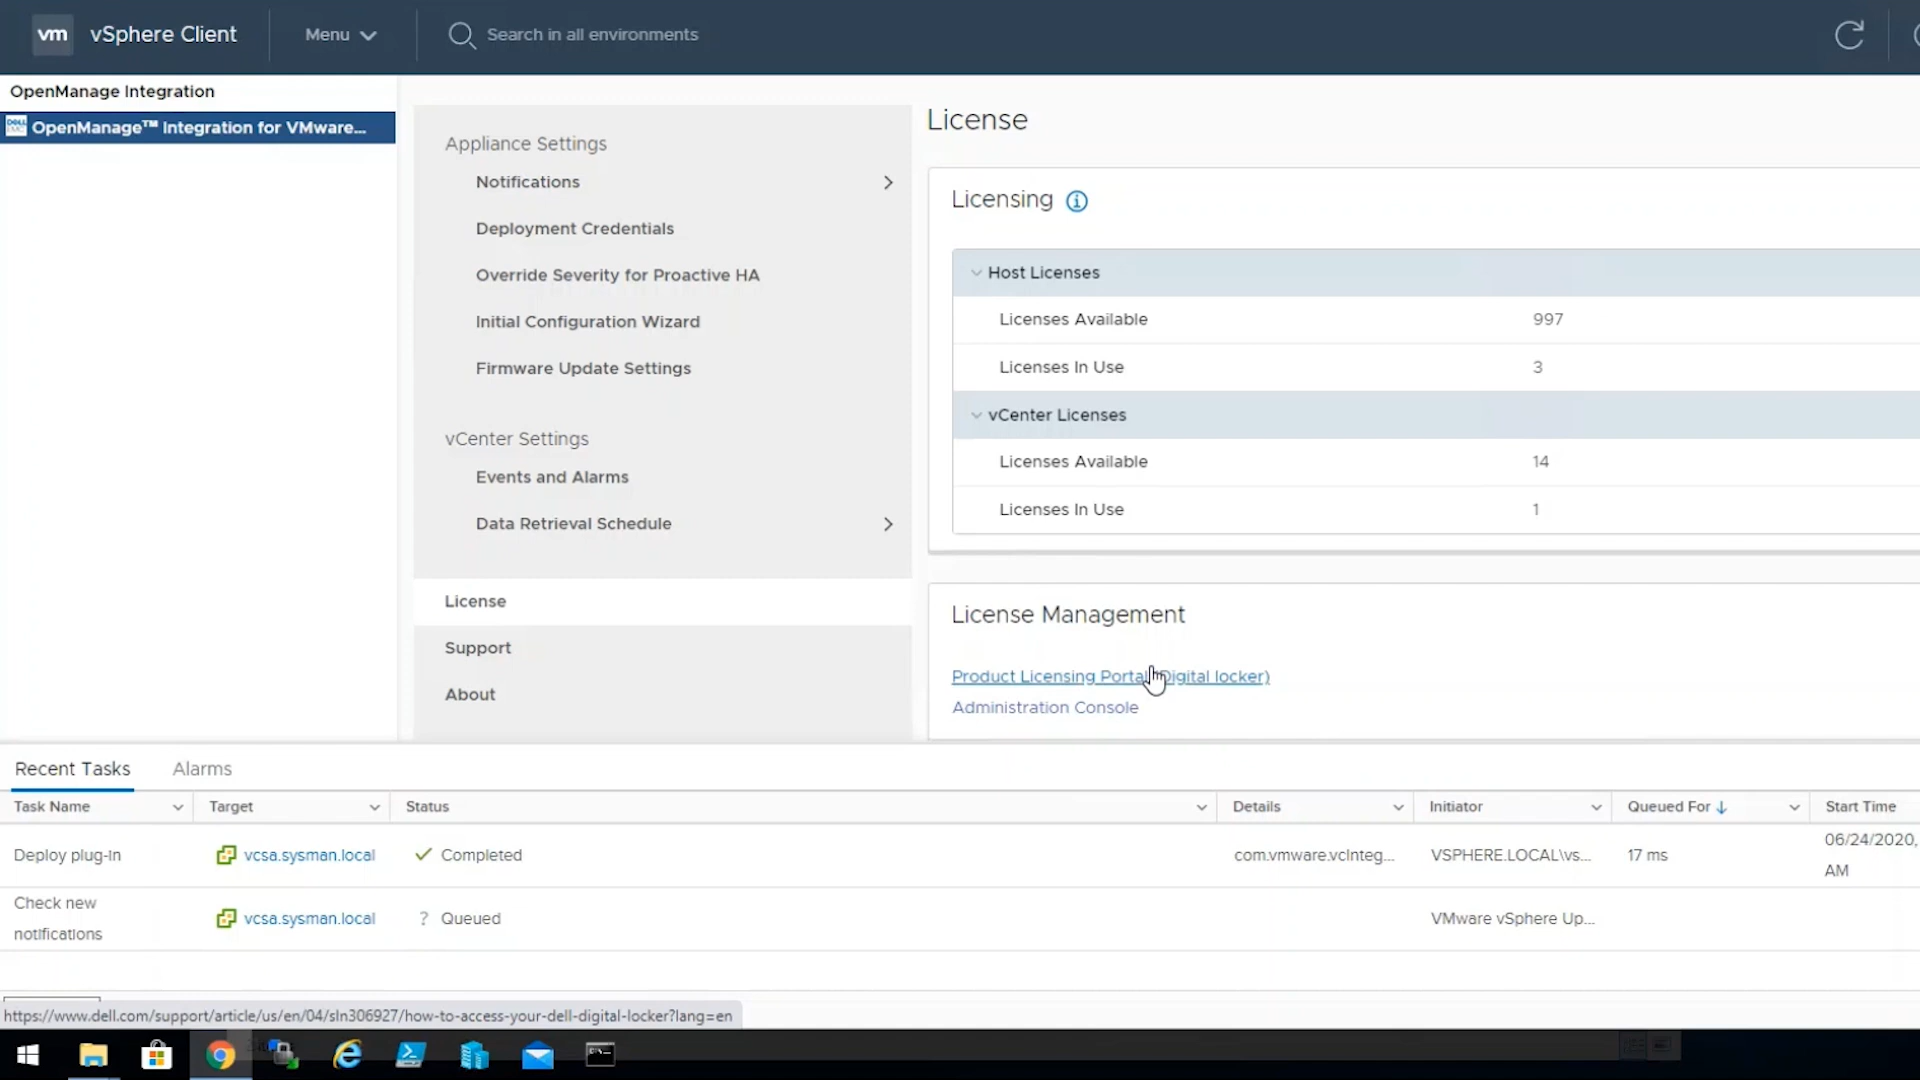 vm vSphere Client Menu Search in all environments
OpenManage Integration
DELL EMC OpenManage™ Integration for VMware...
Appliance Settings
Notifications
Deployment Credentials
Override Severity for Proactive HA
Initial Configuration Wizard
Firmware Update Settings
vCenter Settings
Events and Alarms
Data Retrieval Schedule
License
Support
About
License
Licensing
Host Licenses
Licenses Available 997
Licenses In Use 3
vCenter Licenses
Licenses Available 14
Licenses In Use 1
License Management
Product Licensing Portal (Digital locker)
Administration Console
Recent Tasks Alarms
Task Name Target Status Details Initiator Queued For Start Time
Deploy plug-in vcsa.sysman.local Completed com.vmware.vcInteg... VSPHERE.LOCAL\vs... 17 ms 06/24/2020,
AM
Check new
notifications vcsa.sysman.local ? Queued VMware vSphere Up...
https://www.dell.com/support/article/us/en/04/sln306927/how-to-access-your-dell-digital-locker?lang=en